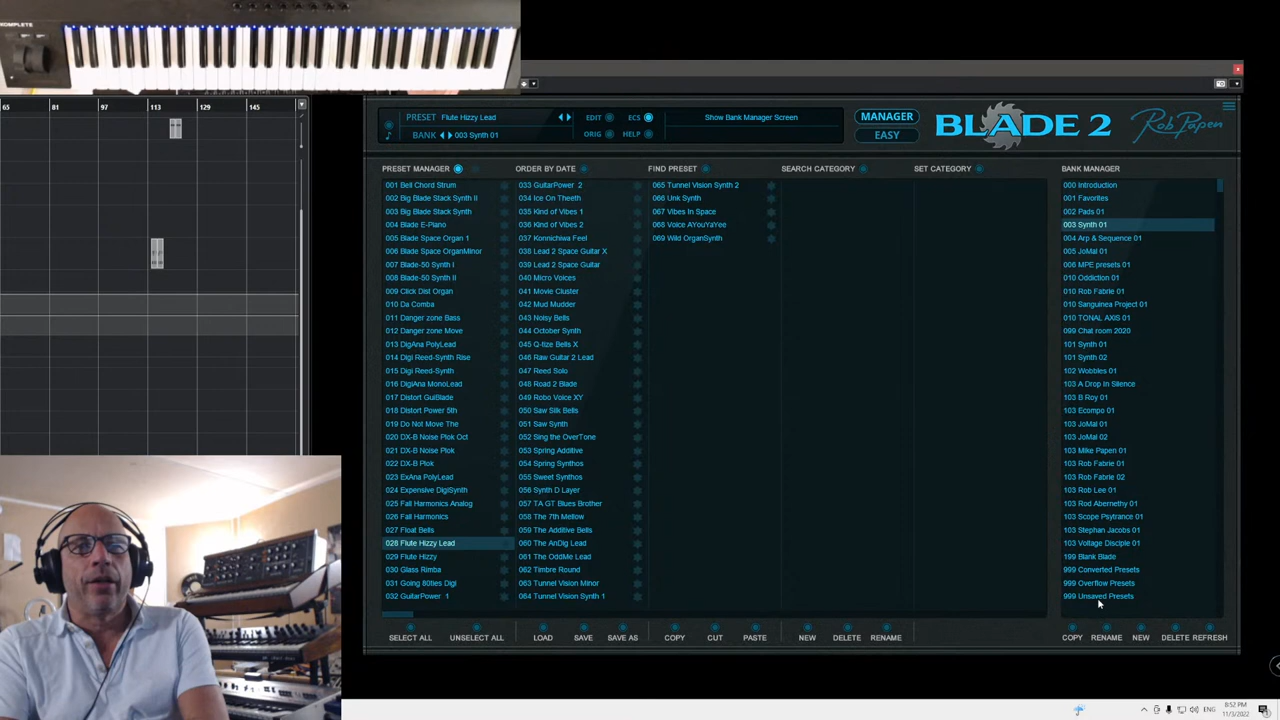 KOMPLETE
65 81 97 113 129 145
PRESET Flute Hizzy Lead
EDIT ECS
Show Bank Manager Screen
MANAGER
BANK 003 Synth 01
ORIG HELP
EASY
BLADE 2
Rob Papen
PRESET MANAGER
ORDER BY DATE
FIND PRESET
SEARCH CATEGORY
SET CATEGORY
BANK MANAGER
001 Bell Chord Strum
002 Big Blade Stack Synth II
003 Big Blade Stack Synth
004 Blade E-Piano
005 Blade Space Organ 1
006 Blade Space OrganMinor
007 Blade-50 Synth I
008 Blade-50 Synth II
009 Click Dist Organ
010 Da Comba
011 Danger zone Bass
012 Danger zone Move
013 DigAna PolyLead
014 Digi Reed-Synth Rise
015 Digi Reed-Synth
016 DigiAna MonoLead
017 Distort GuiBlade
018 Distort Power 5th
019 Do Not Move The
020 DX-B Noise Plok Oct
021 DX-B Noise Plok
022 DX-B Plok
023 ExAna PolyLead
024 Expensive DigiSynth
025 Fall Harmonics Analog
026 Fall Harmonics
027 Float Bells
028 Flute Hizzy Lead
029 Flute Hizzy
030 Glass Rimba
031 Going 80ties Digi
032 GuitarPower 1
033 GuitarPower 2
034 Ice On Theeth
035 Kind of Vibes 1
036 Kind of Vibes 2
037 Konnichiwa Feel
038 Lead 2 Space Guitar X
039 Lead 2 Space Guitar
040 Micro Voices
041 Movie Cluster
042 Mud Mudder
043 Noisy Bells
044 October Synth
045 Q-tize Bells X
046 Raw Guitar 2 Lead
047 Reed Solo
048 Road 2 Blade
049 Robo Voice XY
050 Saw Silk Bells
051 Saw Synth
052 Sing the OverTone
053 Spring Additive
054 Spring Synthos
055 Sweet Synthos
056 Synth D Layer
057 TA GT Blues Brother
058 The 7th Mellow
059 The Additive Bells
060 The AnDig Lead
061 The OddMe Lead
062 Timbre Round
063 Tunnel Vision Minor
064 Tunnel Vision Synth 1
065 Tunnel Vision Synth 2
066 Unk Synth
067 Vibes In Space
068 Voice AYouYaYee
069 Wild OrganSynth
000 Introduction
001 Favorites
002 Pads 01
003 Synth 01
004 Arp & Sequence 01
005 JoMal 01
006 MPE presets 01
010 Oddiction 01
010 Rob Fabrie 01
010 Sanguinea Project 01
010 TONAL AXiS 01
099 Chat room 2020
101 Synth 01
101 Synth 02
102 Wobbles 01
103 A Drop In Silence
103 B Roy 01
103 Ecompo 01
103 JoMal 01
103 JoMal 02
103 Mike Papen 01
103 Rob Fabrie 01
103 Rob Fabrie 02
103 Rob Lee 01
103 Rod Abernethy 01
103 Scope Psytrance 01
103 Stephan Jacobs 01
103 Voltage Disciple 01
199 Blank Blade
999 Converted Presets
999 Overflow Presets
999 Unsaved Presets
SELECT ALL UNSELECT ALL LOAD SAVE SAVE AS COPY CUT PASTE NEW DELETE RENAME
COPY RENAME NEW DELETE REFRESH
ENG
8:52 PM
11/3/2022